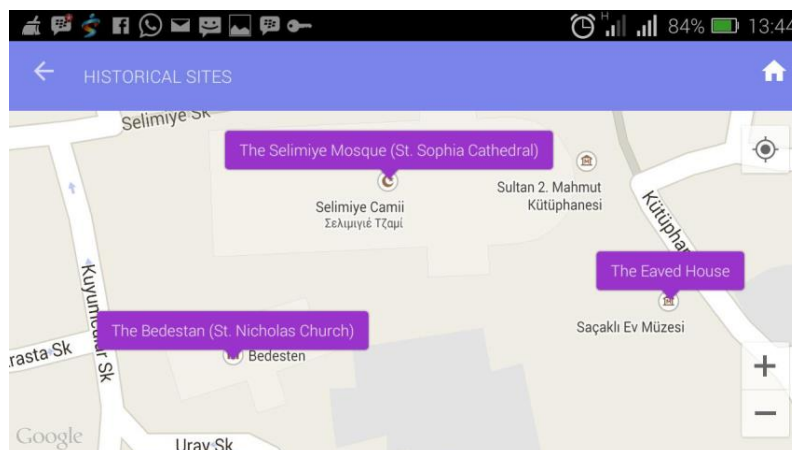 H
84%
13:44
HISTORICAL SITES
Selimiye Sk
The Selimiye Mosque (St. Sophia Cathedral)
Selimiye Camii
Σελιμιγιέ Τζαμί
Sultan 2. Mahmut
Kütüphanesi
Kütüphan
The Eaved House
Saçaklı Ev Müzesi
Kuyumcular Sk
The Bedestan (St. Nicholas Church)
Bedesten
rasta Sk
Uray Sk
Google
+
−